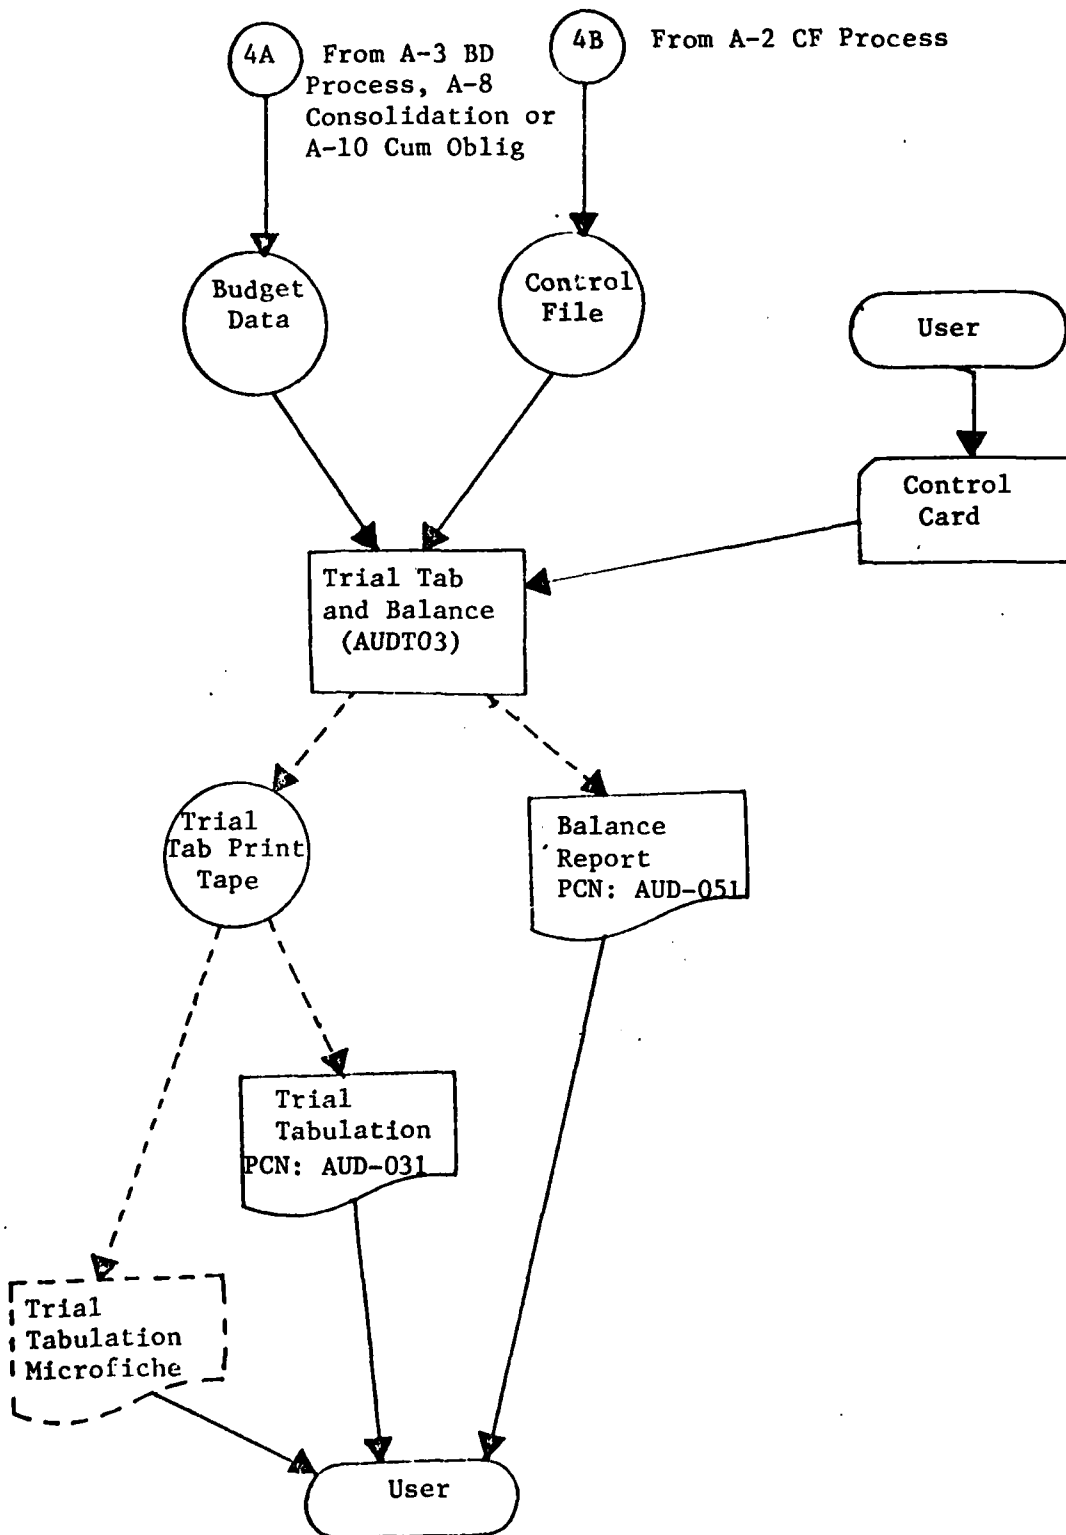 4A
From A-3 BD
Process, A-8
Consolidation or
A-10 Cum Oblig
4B
From A-2 CF Process
Budget
Data
Control
File
User
Control
Card
Trial Tab
and Balance
(AUDT03)
Trial
Tab Print
Tape
Balance
Report
PCN: AUD-051
Trial
Tabulation
PCN: AUD-031
Trial
Tabulation
Microfiche
User